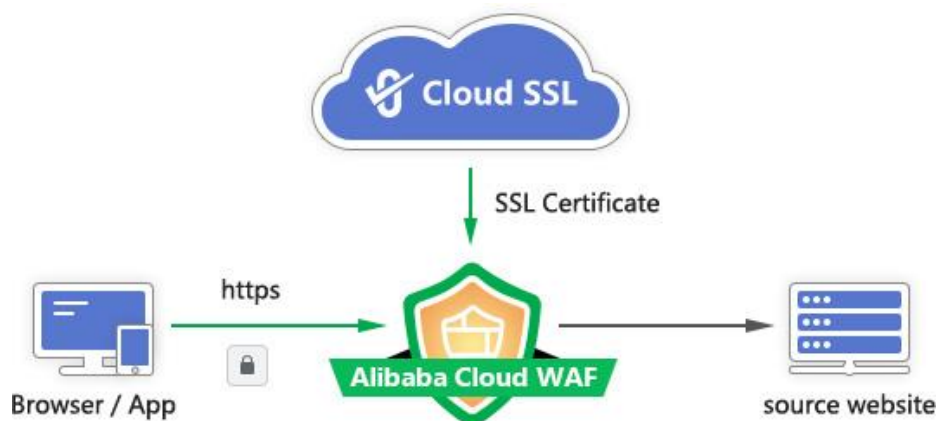 Cloud SSL
SSL Certificate
https
Alibaba Cloud WAF
Browser / App
source website